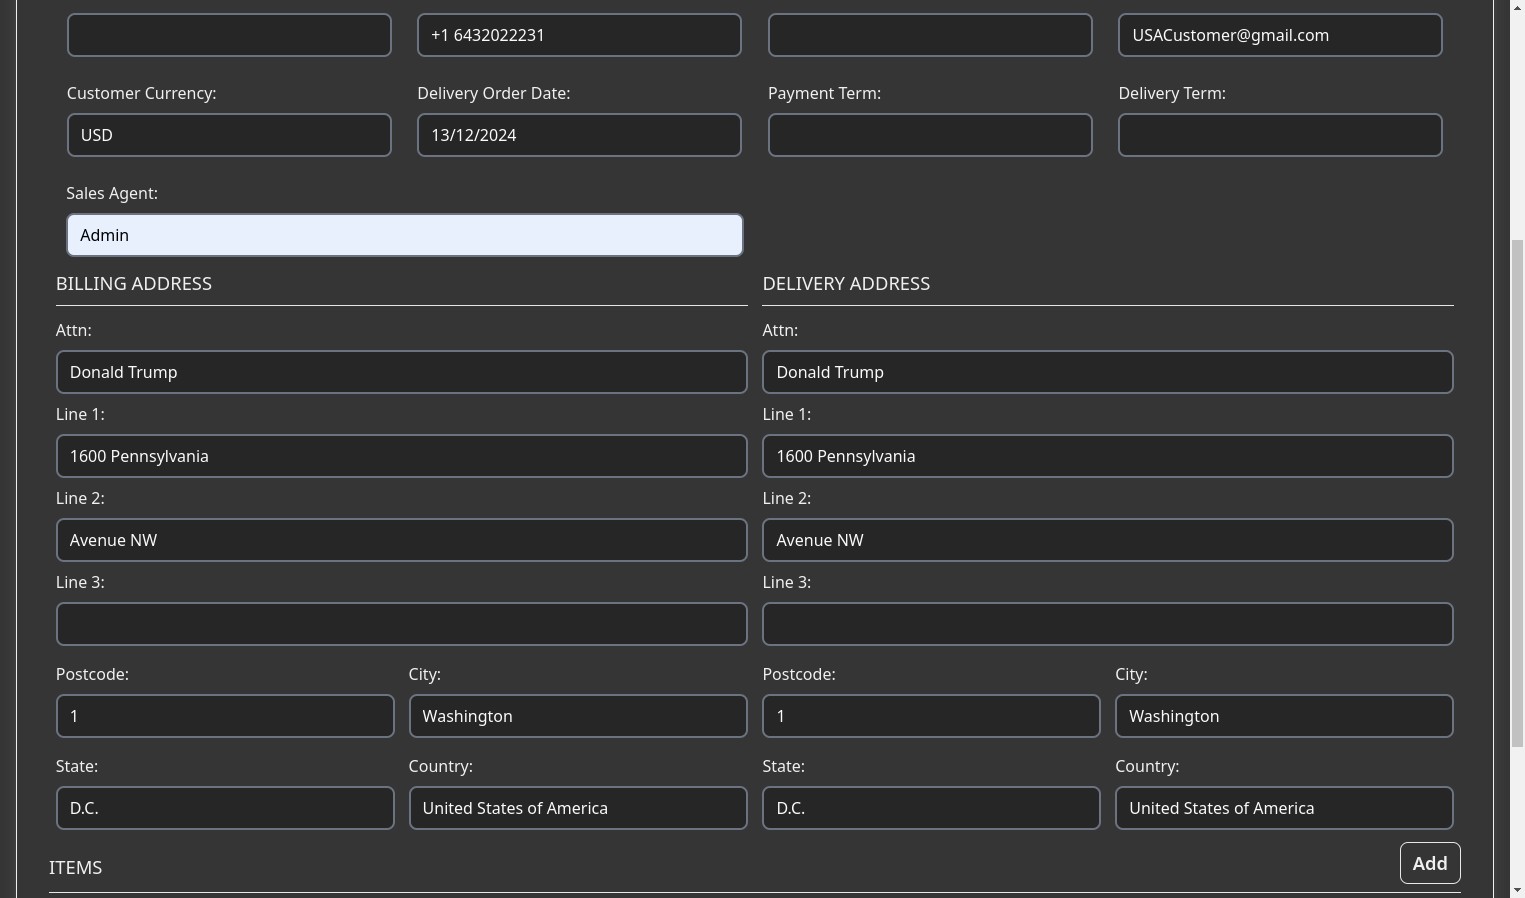 +1 6432022231 USACustomer@gmail.com
Customer Currency: Delivery Order Date: Payment Term: Delivery Term:
USD 13/12/2024
Sales Agent:
Admin
BILLING ADDRESS DELIVERY ADDRESS
Attn: Attn:
Donald Trump Donald Trump
Line 1: Line 1:
1600 Pennsylvania 1600 Pennsylvania
Line 2: Line 2:
Avenue NW Avenue NW
Line 3: Line 3:
Postcode: City: Postcode: City:
1 Washington 1 Washington
State: Country: State: Country:
D.C. United States of America D.C. United States of America
ITEMS Add